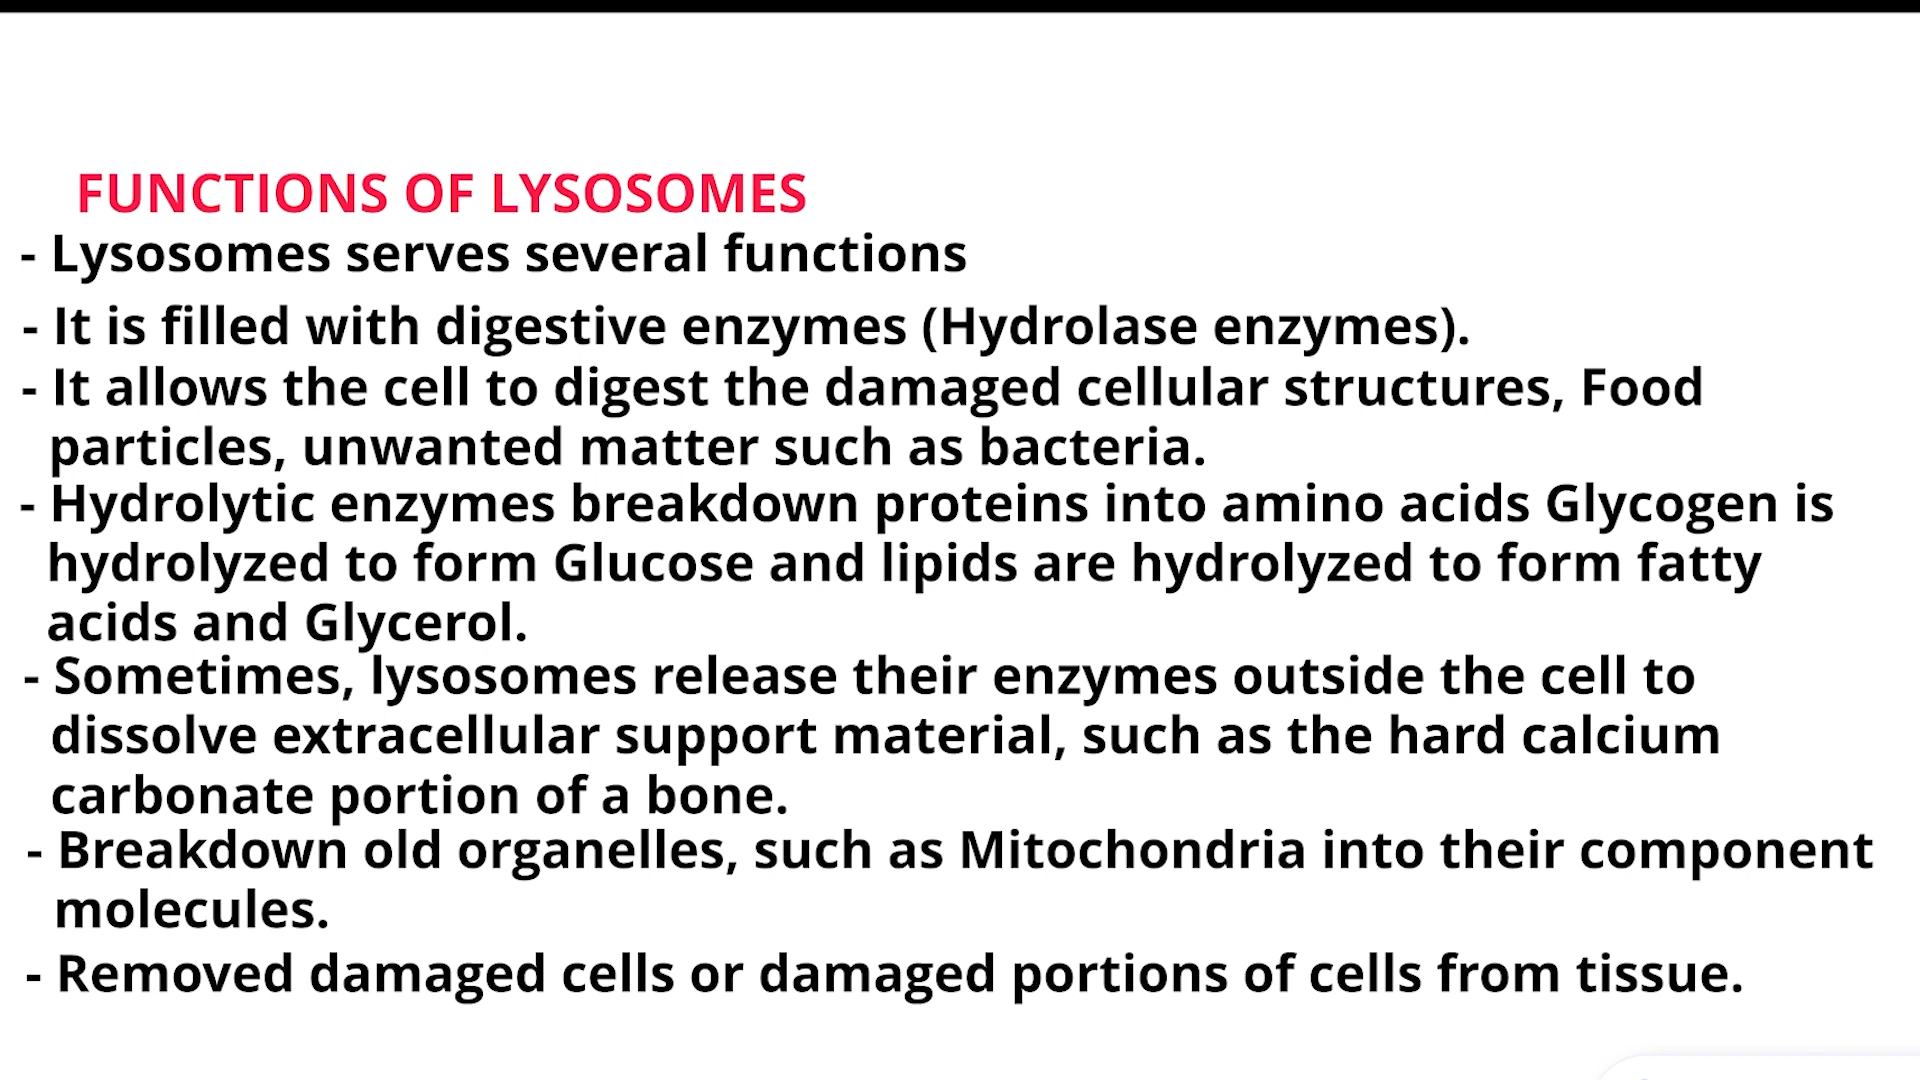 FUNCTIONS OF LYSOSOMES
- Lysosomes serves several functions
- It is filled with digestive enzymes (Hydrolase enzymes).
- It allows the cell to digest the damaged cellular structures, Food
particles, unwanted matter such as bacteria.
- Hydrolytic enzymes breakdown proteins into amino acids Glycogen is
hydrolyzed to form Glucose and lipids are hydrolyzed to form fatty
acids and Glycerol.
- Sometimes, lysosomes release their enzymes outside the cell to
dissolve extracellular support material, such as the hard calcium
carbonate portion of a bone.
- Breakdown old organelles, such as Mitochondria into their component
molecules.
- Removed damaged cells or damaged portions of cells from tissue.